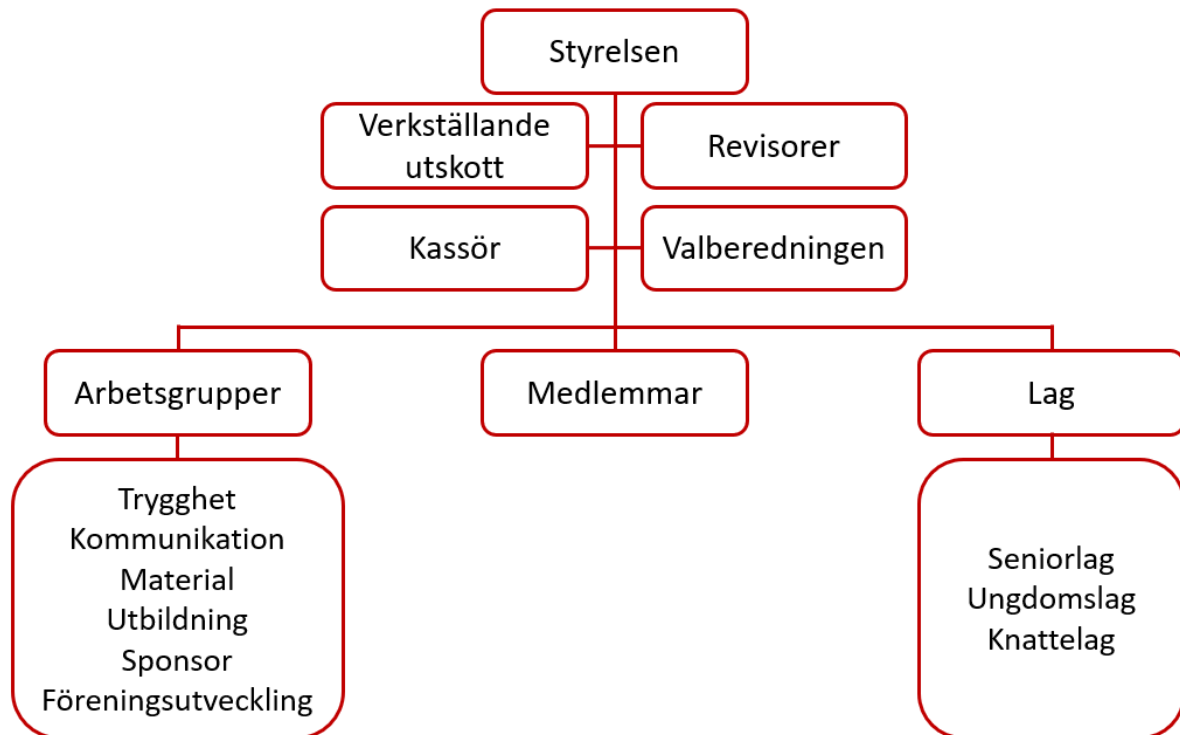 Styrelsen
Verkställande
utskott
Revisorer
Kassör
Valberedningen
Arbetsgrupper
Medlemmar
Lag
Trygghet
Kommunikation
Material
Utbildning
Sponsor
Föreningsutveckling
Seniorlag
Ungdomslag
Knattelag